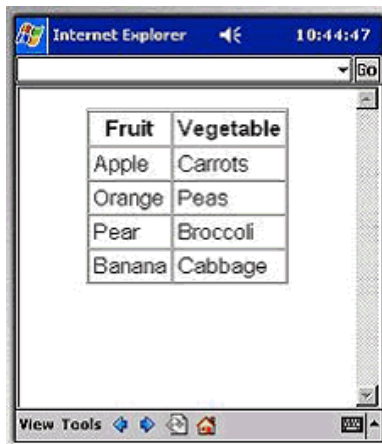 Internet Explorer 10:44:47
Go
Fruit Vegetable
Apple Carrots
Orange Peas
Pear Broccoli
Banana Cabbage
View Tools